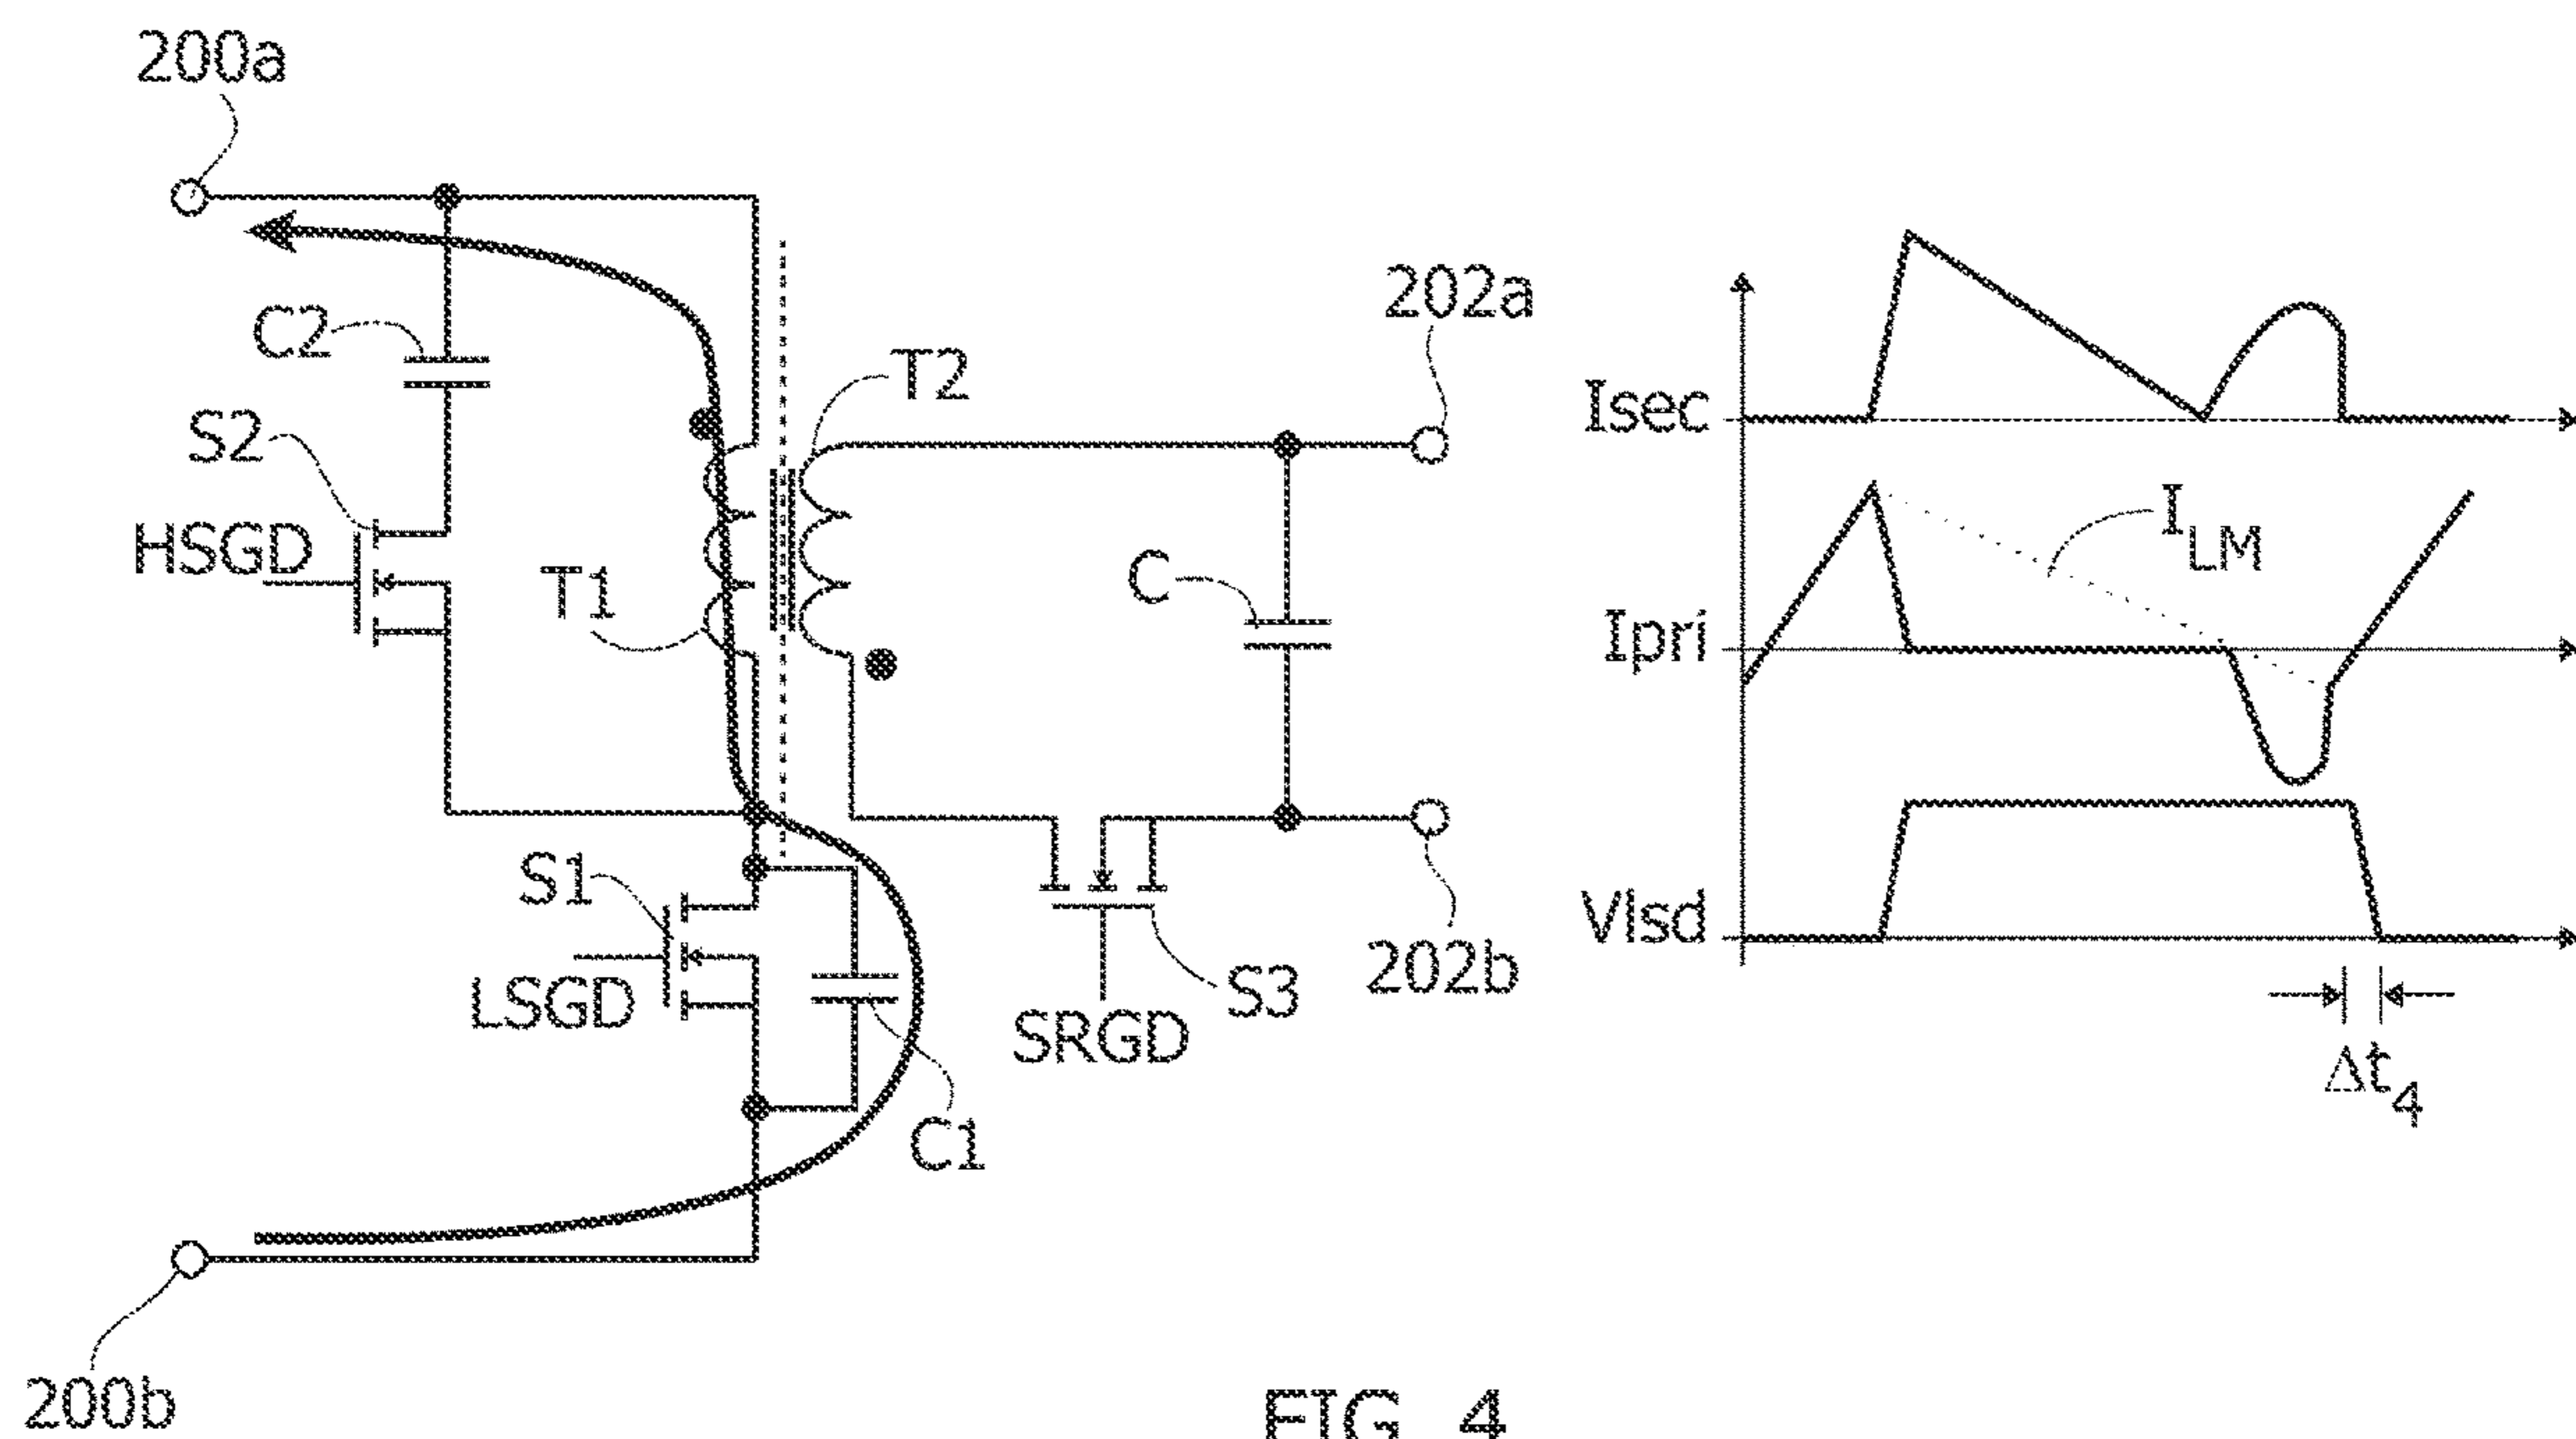 200a
C2
S2
HSGD
T1
T2
202a
C
S1
LSGD
C1
SRGD
S3
202b
200b
Isec
I_LM
Ipri
Vlsd
Δt4
FIG. 4